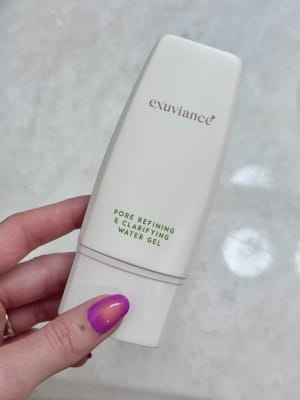 exuviance
PORE REFINING
& CLARIFYING
WATER GEL